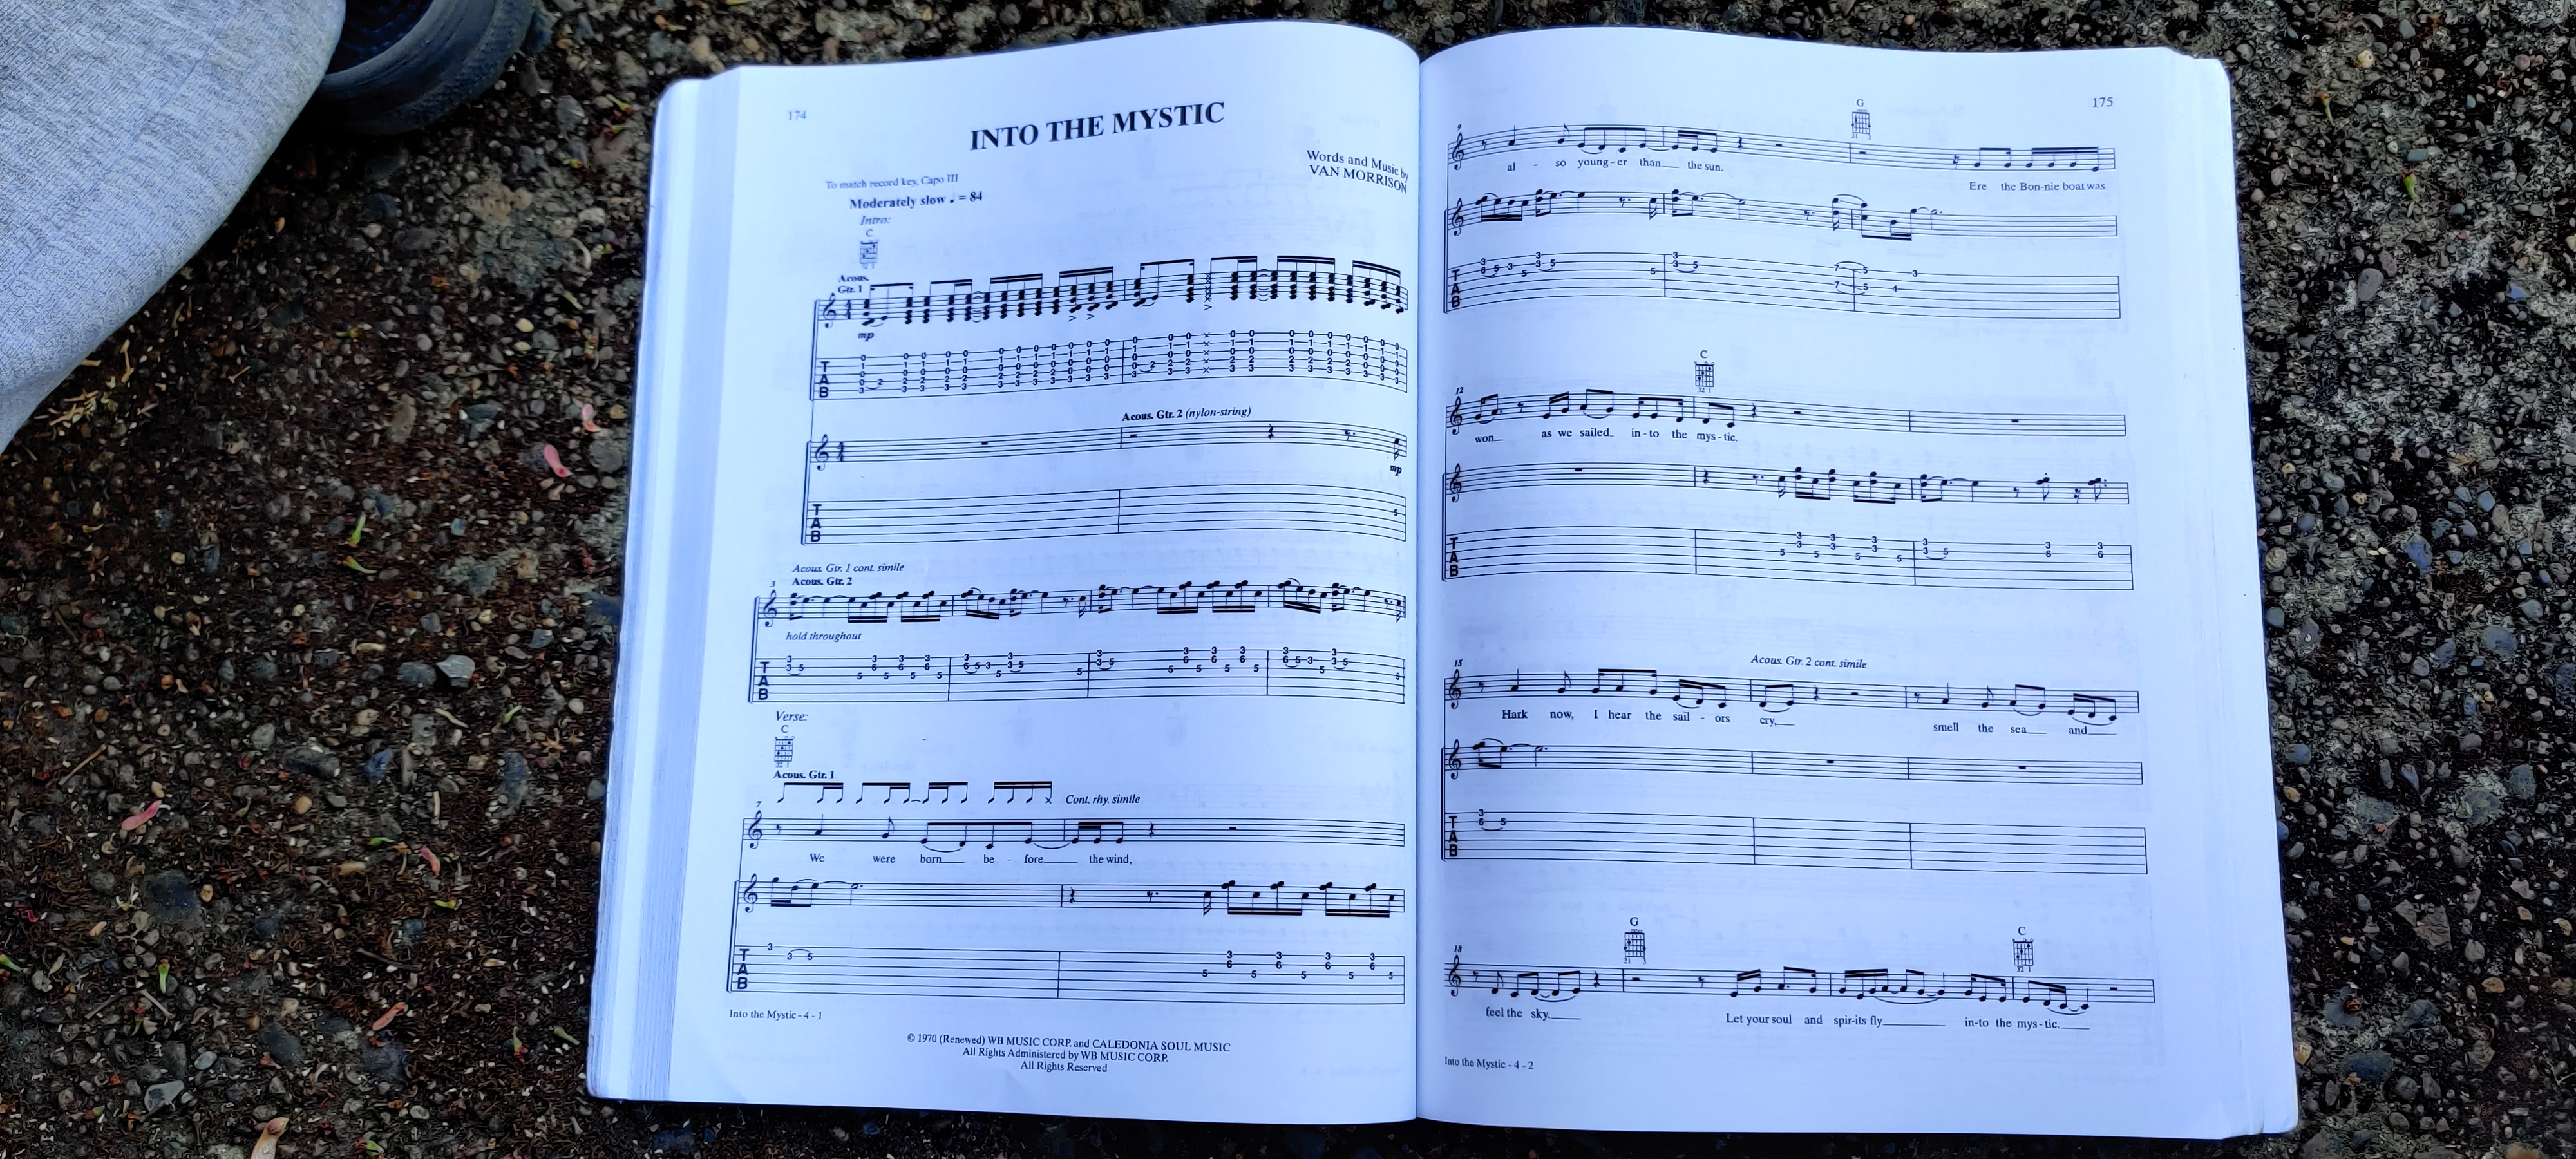 174
INTO THE MYSTIC
Words and Music by
VAN MORRISON
To match record key, Capo III
Moderately slow ♩ = 84
Intro:
C
Acous.
Gtr. 1
mp
Acous. Gtr. 2 (nylon-string)
mp
Acous. Gtr. 1 cont. simile
3 Acous. Gtr. 2
hold throughout
Verse:
C
Acous. Gtr. 1
Cont. rhy. simile
7
We were born be - fore the wind,
Into the Mystic - 4 - 1
© 1970 (Renewed) WB MUSIC CORP. and CALEDONIA SOUL MUSIC
All Rights Administered by WB MUSIC CORP.
All Rights Reserved
175
G
9
al - so young - er than the sun. Ere the Bon - nie boat was
C
12
won as we sailed in - to the mys - tic.
15 Acous. Gtr. 2 cont. simile
Hark now, I hear the sail - ors cry, smell the sea and
G C
18
feel the sky. Let your soul and spir - its fly in - to the mys - tic.
Into the Mystic - 4 - 2